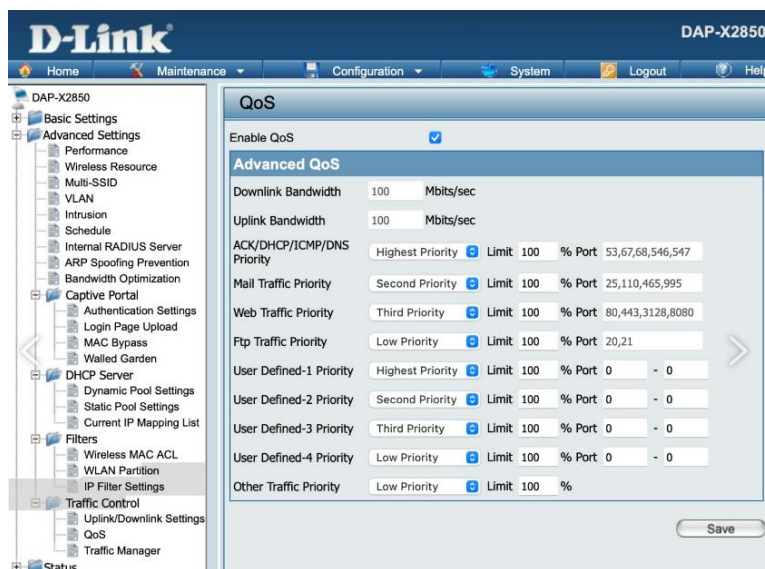 D-Link
DAP-X2850
Home Maintenance Configuration System Logout Help
DAP-X2850
Basic Settings
Advanced Settings
Performance
Wireless Resource
Multi-SSID
VLAN
Intrusion
Schedule
Internal RADIUS Server
ARP Spoofing Prevention
Bandwidth Optimization
Captive Portal
Authentication Settings
Login Page Upload
MAC Bypass
Walled Garden
DHCP Server
Dynamic Pool Settings
Static Pool Settings
Current IP Mapping List
Filters
Wireless MAC ACL
WLAN Partition
IP Filter Settings
Traffic Control
Uplink/Downlink Settings
QoS
Traffic Manager
Status
QoS
Enable QoS
Advanced QoS
Downlink Bandwidth 100 Mbits/sec
Uplink Bandwidth 100 Mbits/sec
ACK/DHCP/ICMP/DNS
Priority Highest Priority Limit 100 % Port 53,67,68,546,547
Mail Traffic Priority Second Priority Limit 100 % Port 25,110,465,995
Web Traffic Priority Third Priority Limit 100 % Port 80,443,3128,8080
Ftp Traffic Priority Low Priority Limit 100 % Port 20,21
User Defined-1 Priority Highest Priority Limit 100 % Port 0 - 0
User Defined-2 Priority Second Priority Limit 100 % Port 0 - 0
User Defined-3 Priority Third Priority Limit 100 % Port 0 - 0
User Defined-4 Priority Low Priority Limit 100 % Port 0 - 0
Other Traffic Priority Low Priority Limit 100 %
Save